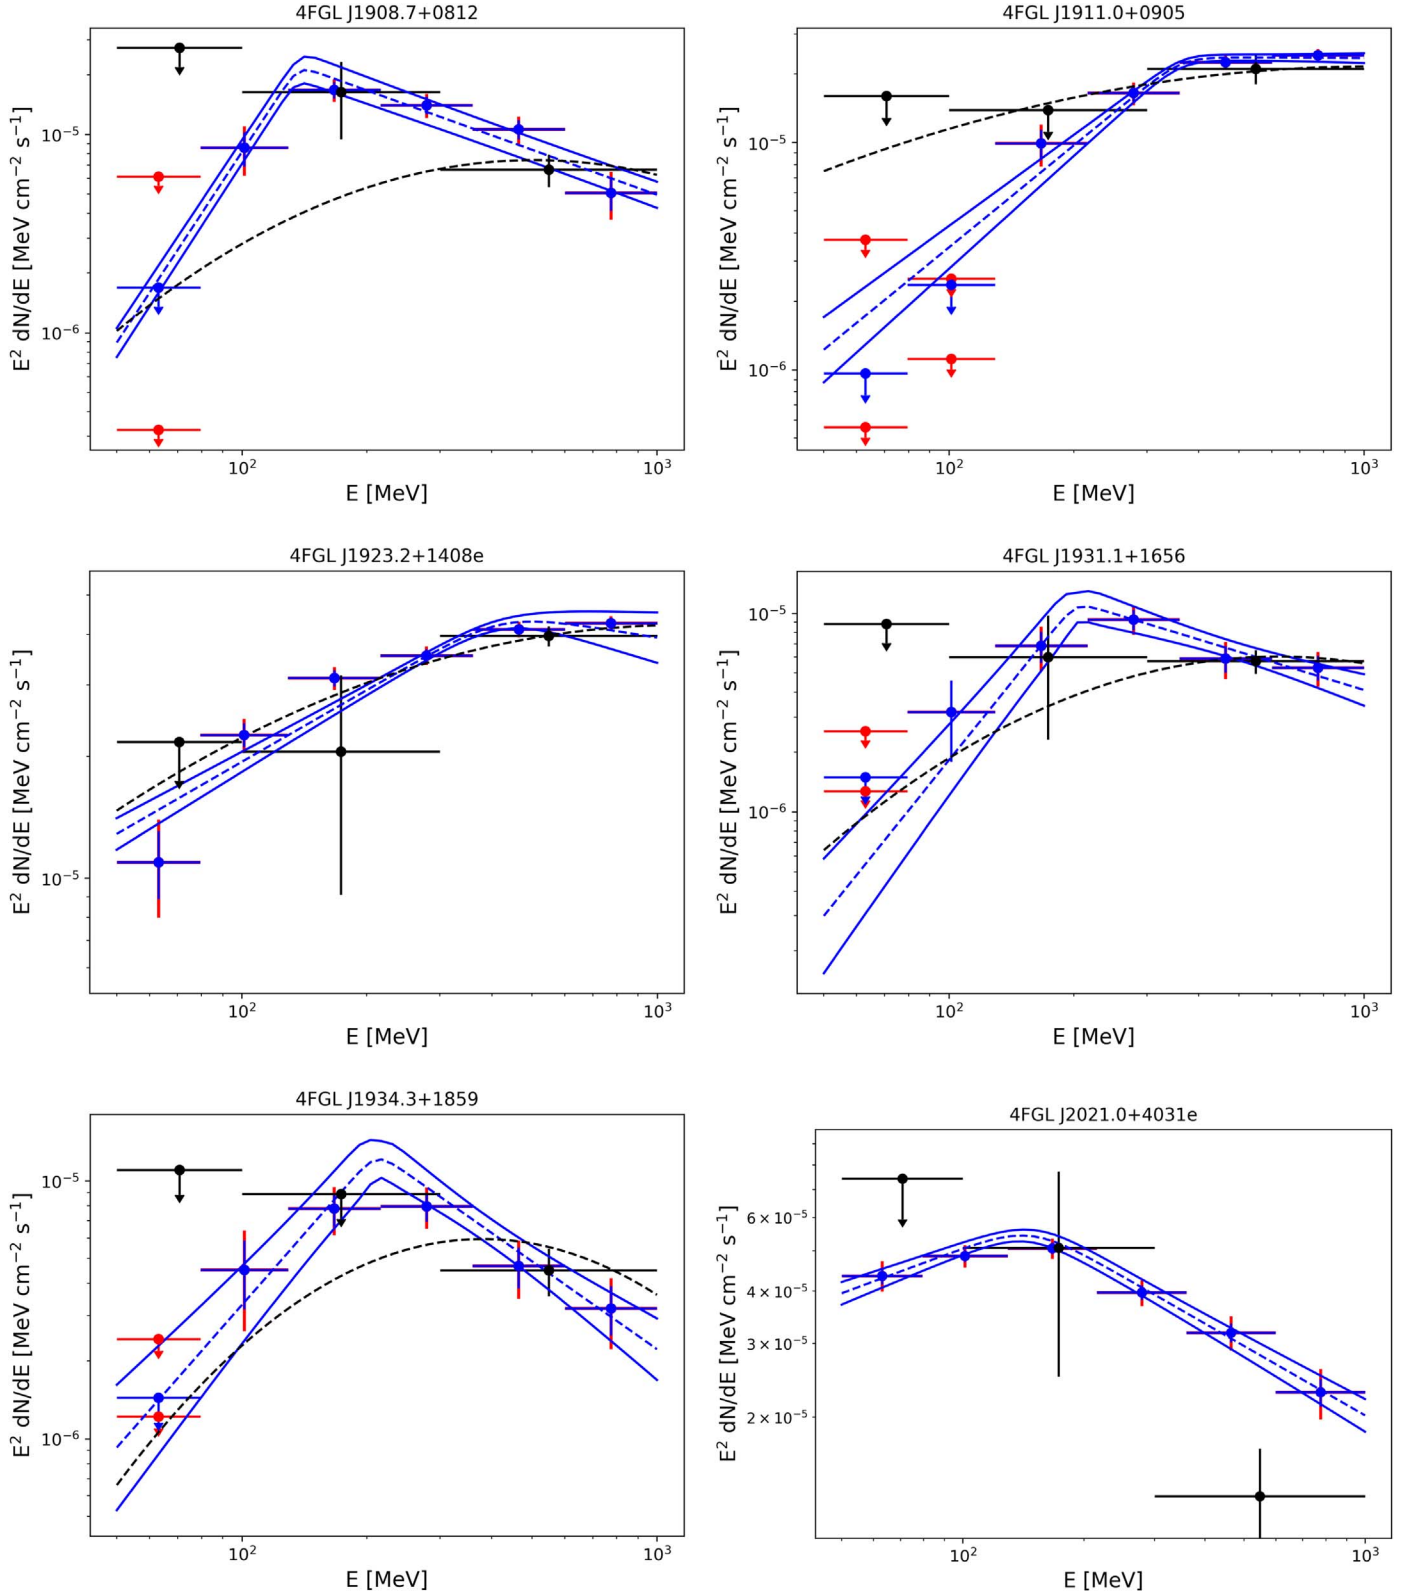 4FGL J1908.7+0812
E² dN/dE [MeV cm⁻² s⁻¹]
10⁻⁵
10⁻⁶
10²
10³
E [MeV]
4FGL J1911.0+0905
E² dN/dE [MeV cm⁻² s⁻¹]
10⁻⁵
10⁻⁶
10²
10³
E [MeV]
4FGL J1923.2+1408e
E² dN/dE [MeV cm⁻² s⁻¹]
10⁻⁵
10²
10³
E [MeV]
4FGL J1931.1+1656
E² dN/dE [MeV cm⁻² s⁻¹]
10⁻⁵
10⁻⁶
10²
10³
E [MeV]
4FGL J1934.3+1859
E² dN/dE [MeV cm⁻² s⁻¹]
10⁻⁵
10⁻⁶
10²
10³
E [MeV]
4FGL J2021.0+4031e
E² dN/dE [MeV cm⁻² s⁻¹]
6 × 10⁻⁵
4 × 10⁻⁵
3 × 10⁻⁵
2 × 10⁻⁵
10²
10³
E [MeV]